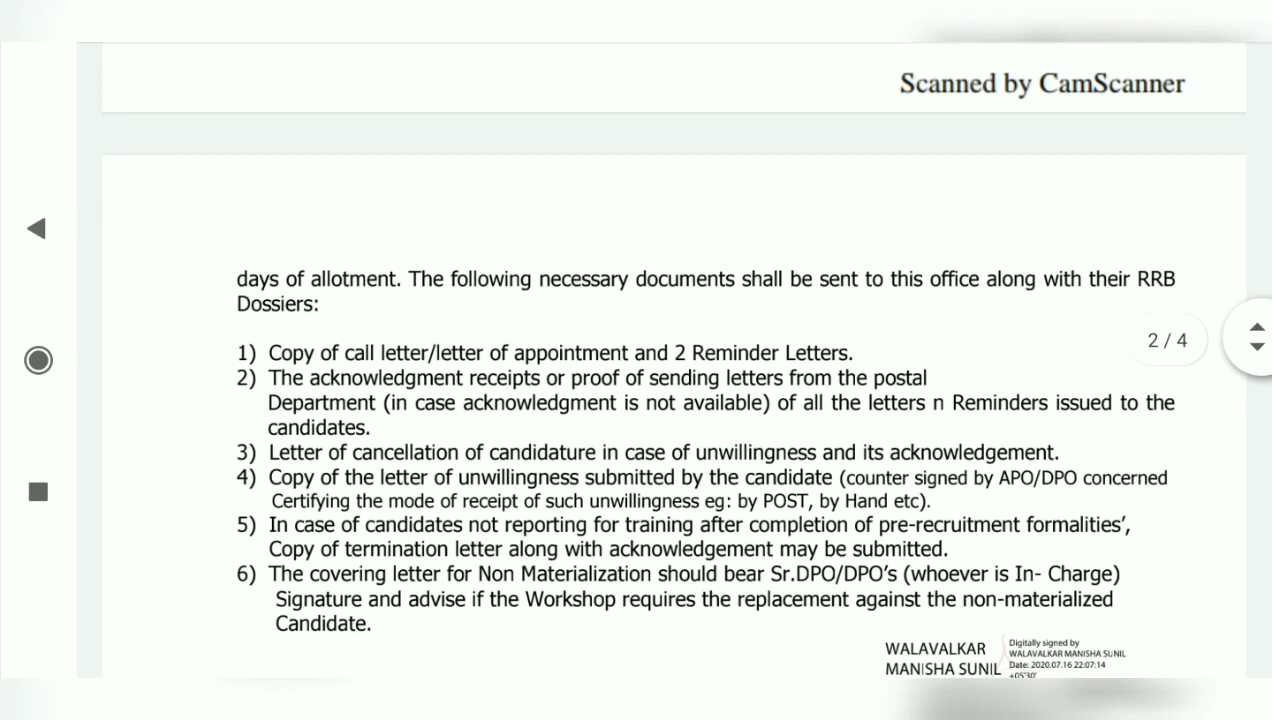 Scanned by CamScanner
days of allotment. The following necessary documents shall be sent to this office along with their RRB
Dossiers:
2 / 4
1) Copy of call letter/letter of appointment and 2 Reminder Letters.
2) The acknowledgment receipts or proof of sending letters from the postal
Department (in case acknowledgment is not available) of all the letters n Reminders issued to the
candidates.
3) Letter of cancellation of candidature in case of unwillingness and its acknowledgement.
4) Copy of the letter of unwillingness submitted by the candidate (counter signed by APO/DPO concerned
Certifying the mode of receipt of such unwillingness eg: by POST, by Hand etc).
5) In case of candidates not reporting for training after completion of pre-recruitment formalities’,
Copy of termination letter along with acknowledgement may be submitted.
6) The covering letter for Non Materialization should bear Sr.DPO/DPO’s (whoever is In- Charge)
Signature and advise if the Workshop requires the replacement against the non-materialized
Candidate.
WALAVALKAR
MANISHA SUNIL
Digitally signed by
WALAVALKAR MANISHA SUNIL
Date: 2020.07.16 22:07:14
+05'30'